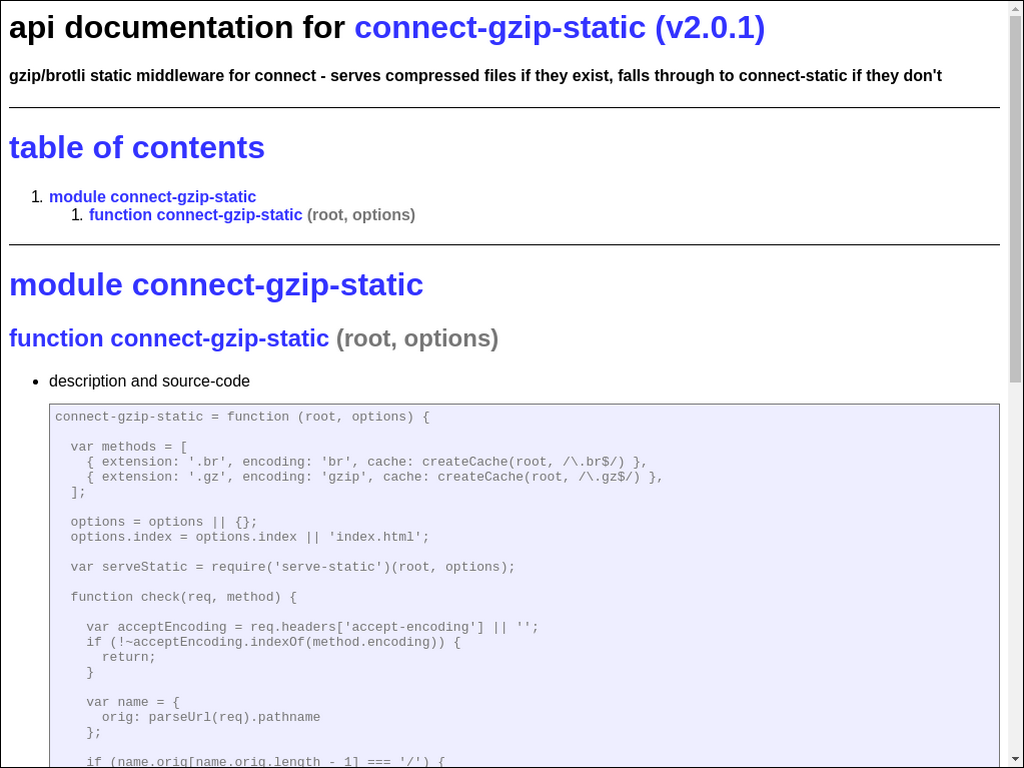 api documentation for connect-gzip-static (v2.0.1)
gzip/brotli static middleware for connect - serves compressed files if they exist, falls through to connect-static if they don't
table of contents
1. module connect-gzip-static
1. function connect-gzip-static (root, options)
module connect-gzip-static
function connect-gzip-static (root, options)
• description and source-code
connect-gzip-static = function (root, options) {
  var methods = [
    { extension: '.br', encoding: 'br', cache: createCache(root, /\.br$/) },
    { extension: '.gz', encoding: 'gzip', cache: createCache(root, /\.gz$/) },
  ];
  options = options || {};
  options.index = options.index || 'index.html';
  var serveStatic = require('serve-static')(root, options);
  function check(req, method) {
    var acceptEncoding = req.headers['accept-encoding'] || '';
    if (!~acceptEncoding.indexOf(method.encoding)) {
      return;
    }
    var name = {
      orig: parseUrl(req).pathname
    };
    if (name.orig[name.orig.length - 1] === '/') {